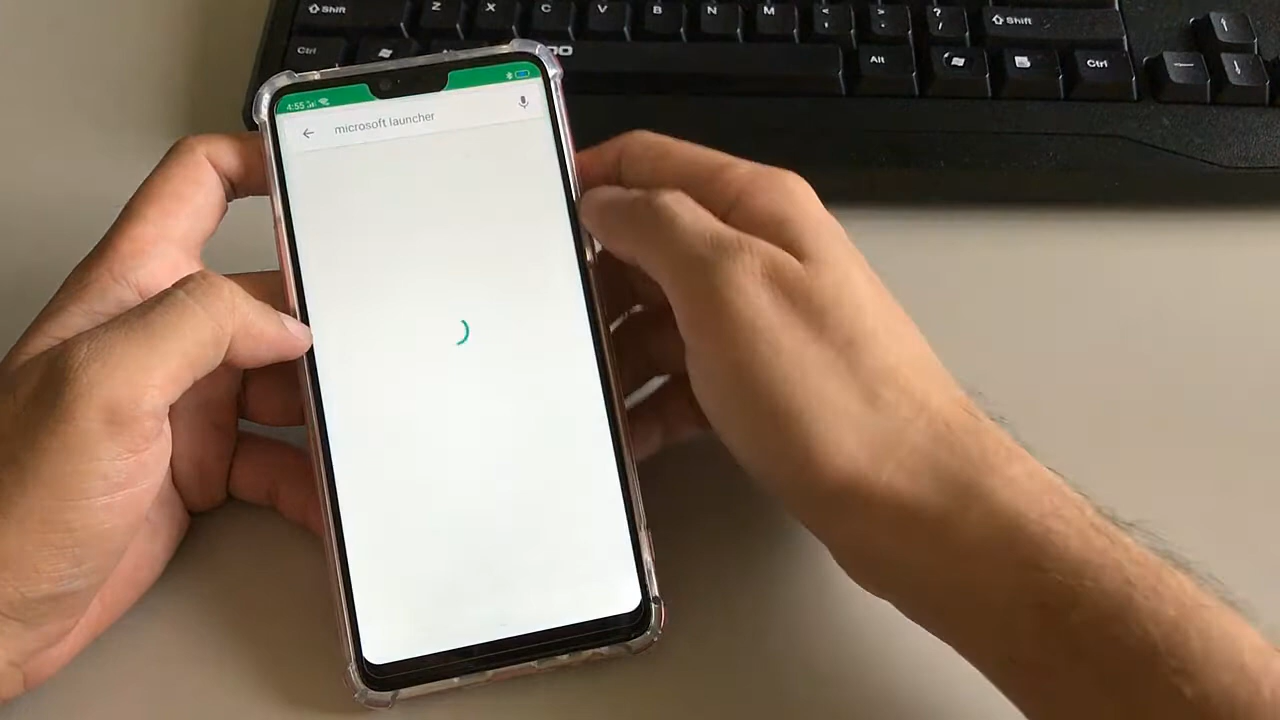 Shift Z X C V B N M < , > . ? / Shift
Ctrl Alt Ctrl
4:55
microsoft launcher